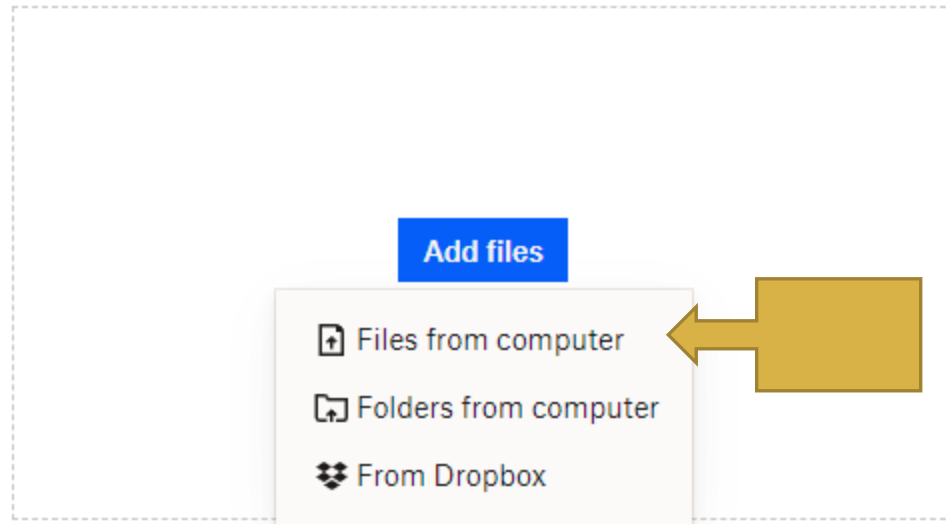 Add files
Files from computer
Folders from computer
From Dropbox